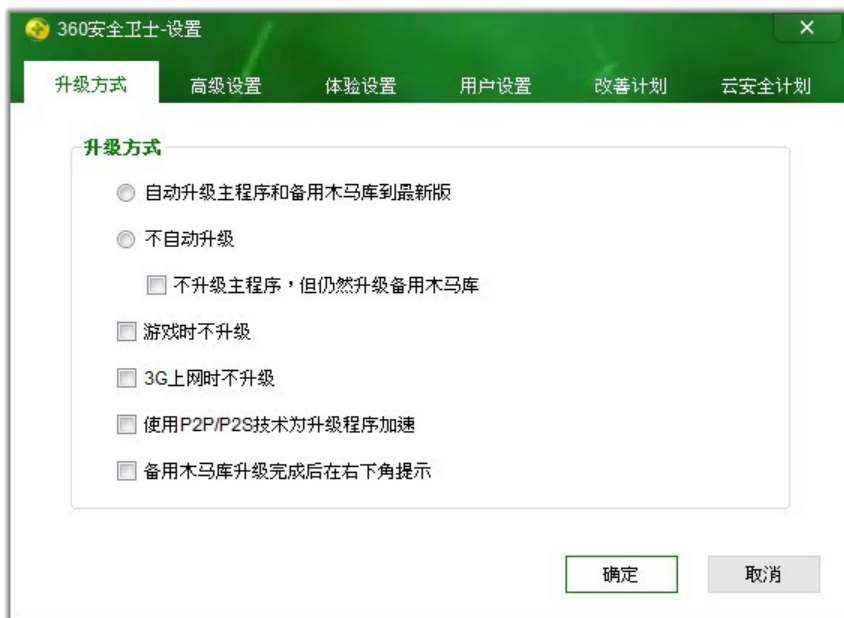 360安全卫士-设置
升级方式 高级设置 体验设置 用户设置 改善计划 云安全计划
升级方式
自动升级主程序和备用木马库到最新版
不自动升级
不升级主程序，但仍然升级备用木马库
游戏时不升级
3G上网时不升级
使用P2P/P2S技术为升级程序加速
备用木马库升级完成后在右下角提示
确定 取消